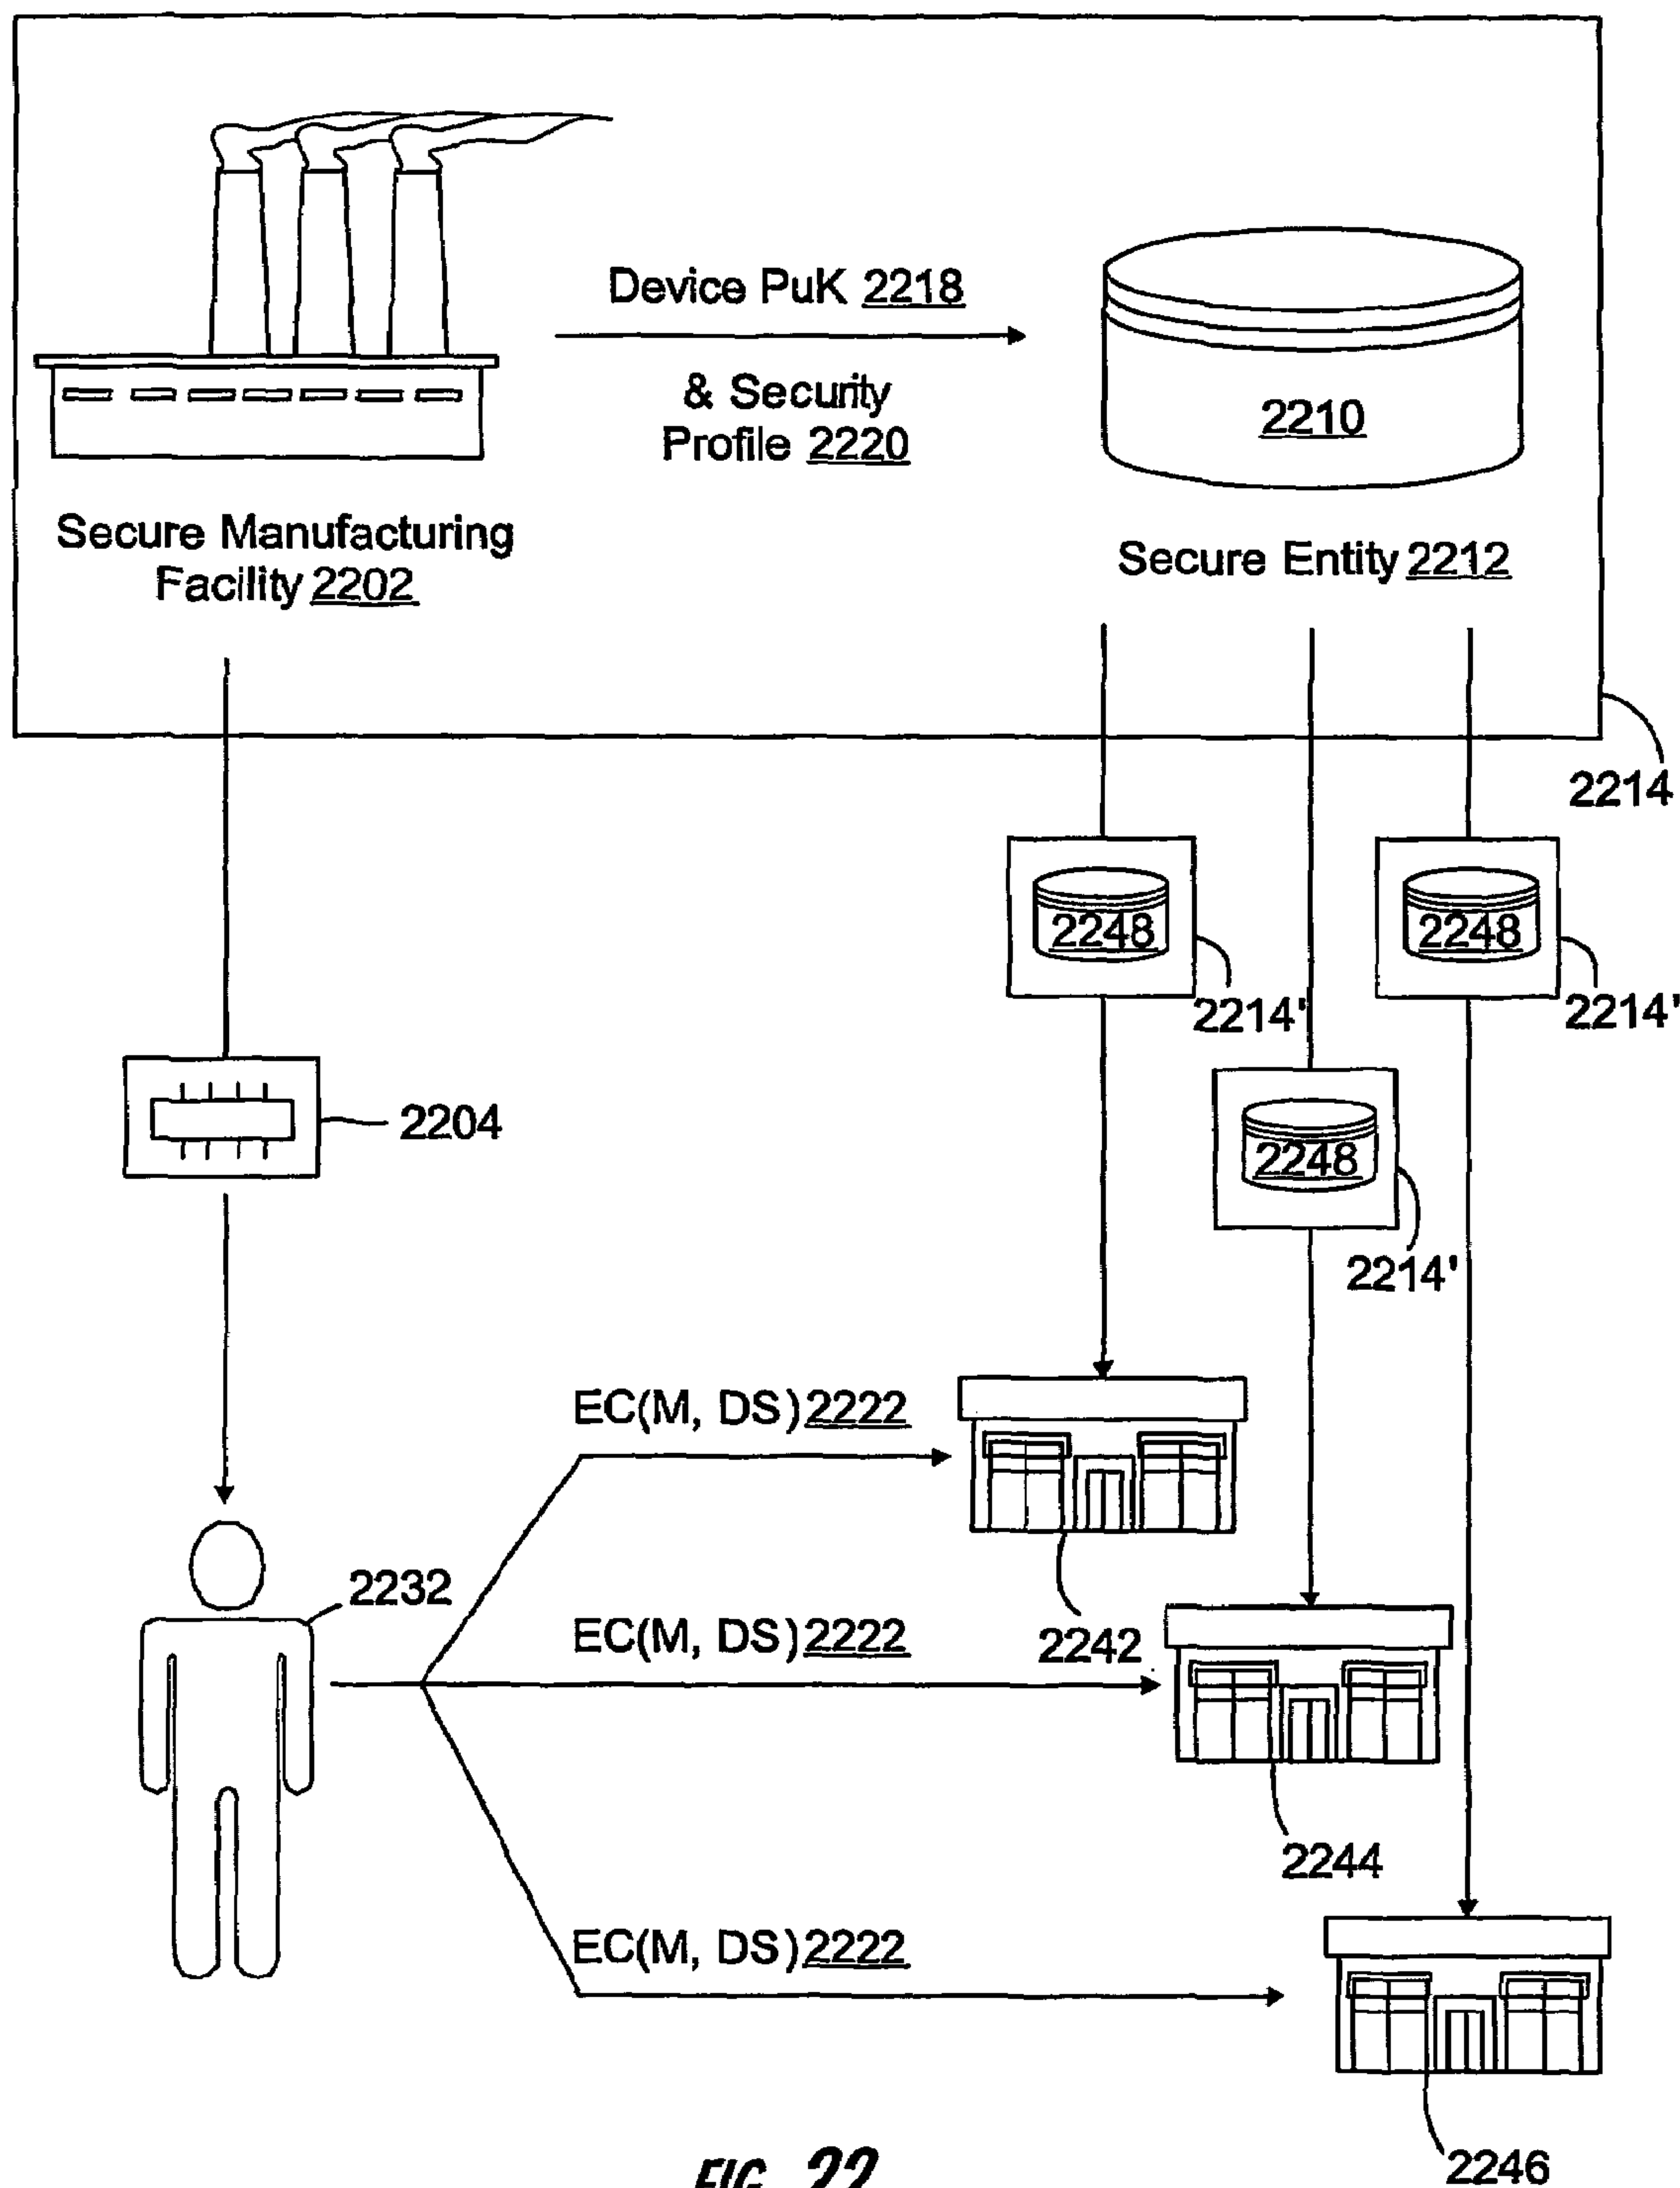 Device PuK 2218
& Security
Profile 2220
2210
Secure Manufacturing
Facility 2202
Secure Entity 2212
2214
2248
2248
2214'
2214'
2204
2248
2214'
EC(M, DS) 2222
2232
EC(M, DS) 2222
2242
2244
EC(M, DS) 2222
2246
FIG. 22